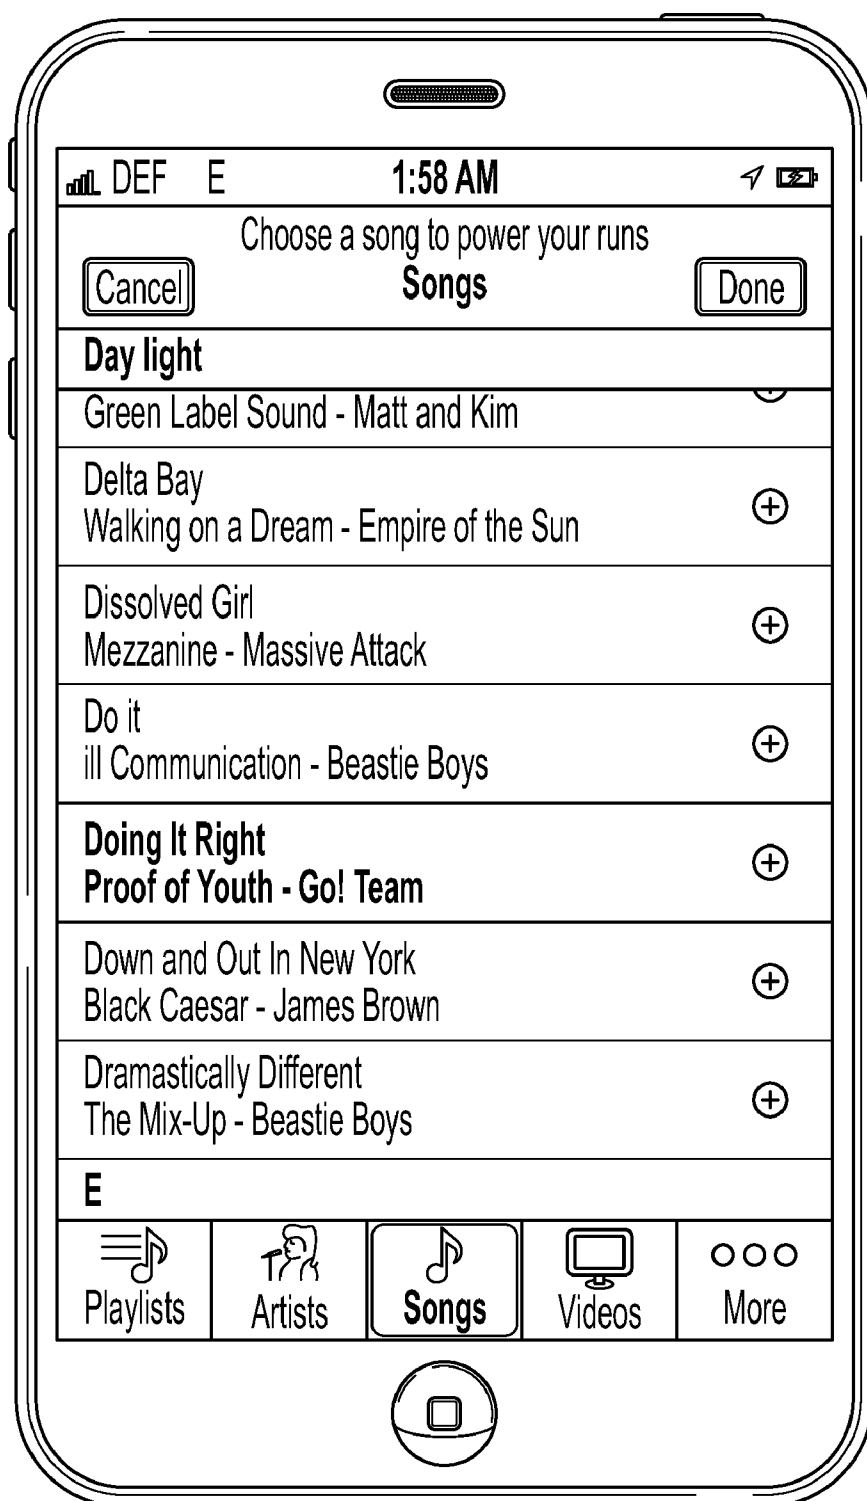 DEF E 1:58 AM
Choose a song to power your runs
Cancel Songs Done
Day light
Green Label Sound - Matt and Kim
Delta Bay
Walking on a Dream - Empire of the Sun
Dissolved Girl
Mezzanine - Massive Attack
Do it
ill Communication - Beastie Boys
Doing It Right
Proof of Youth - Go! Team
Down and Out In New York
Black Caesar - James Brown
Dramastically Different
The Mix-Up - Beastie Boys
E
Playlists Artists Songs Videos More